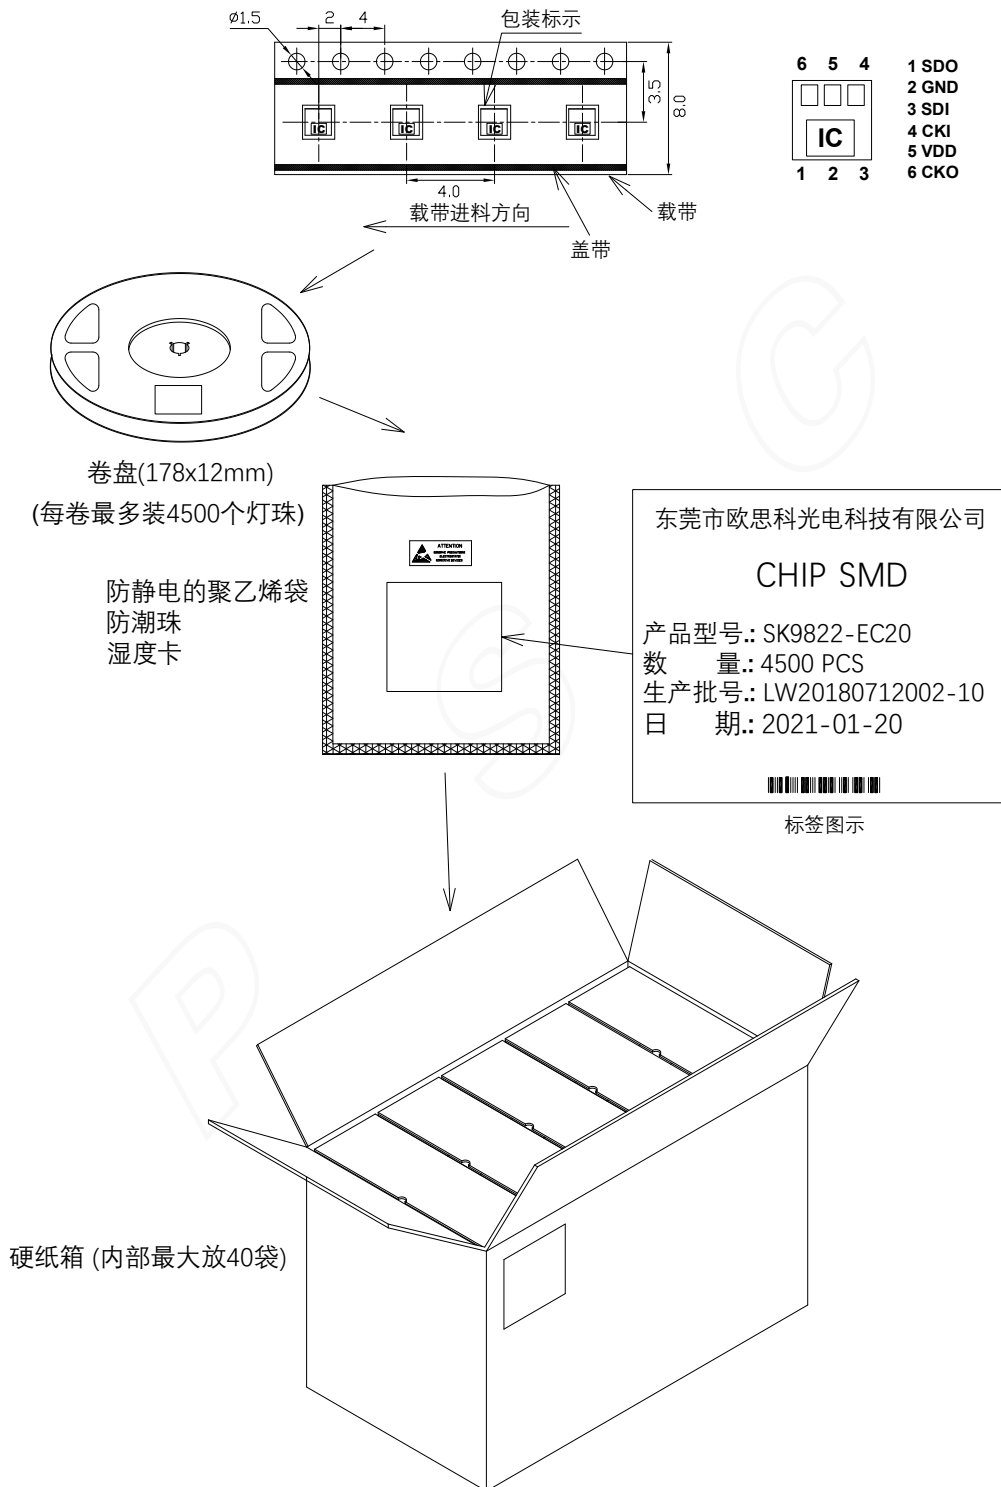 ø1.5
2
4
包装标示
3.5
8.0
IC
IC
IC
IC
4.0
载带进料方向
载带
盖带
6 5 4
IC
1 2 3
1 SDO
2 GND
3 SDI
4 CKI
5 VDD
6 CKO
卷盘(178x12mm)
(每卷最多装4500个灯珠)
防静电的聚乙烯袋
防潮珠
湿度卡
ATTENTION
东莞市欧思科光电科技有限公司
CHIP SMD
产品型号.: SK9822-EC20
数 量.: 4500 PCS
生产批号.: LW20180712002-10
日 期.: 2021-01-20
标签图示
硬纸箱 (内部最大放40袋)
P S C